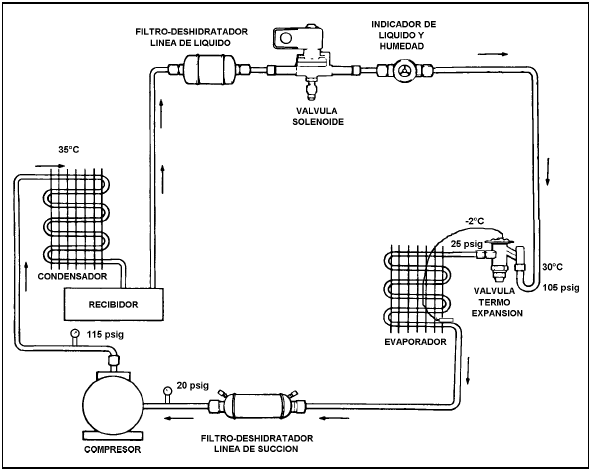 FILTRO-DESHIDRATADOR
LINEA DE LIQUIDO
INDICADOR DE
LIQUIDO Y
HUMEDAD
VALVULA
SOLENOIDE
35°C
-2°C
25 psig
30°C
105 psig
VALVULA
TERMO
EXPANSION
CONDENSADOR
RECIBIDOR
EVAPORADOR
115 psig
20 psig
COMPRESOR
FILTRO-DESHIDRATADOR
LINEA DE SUCCION